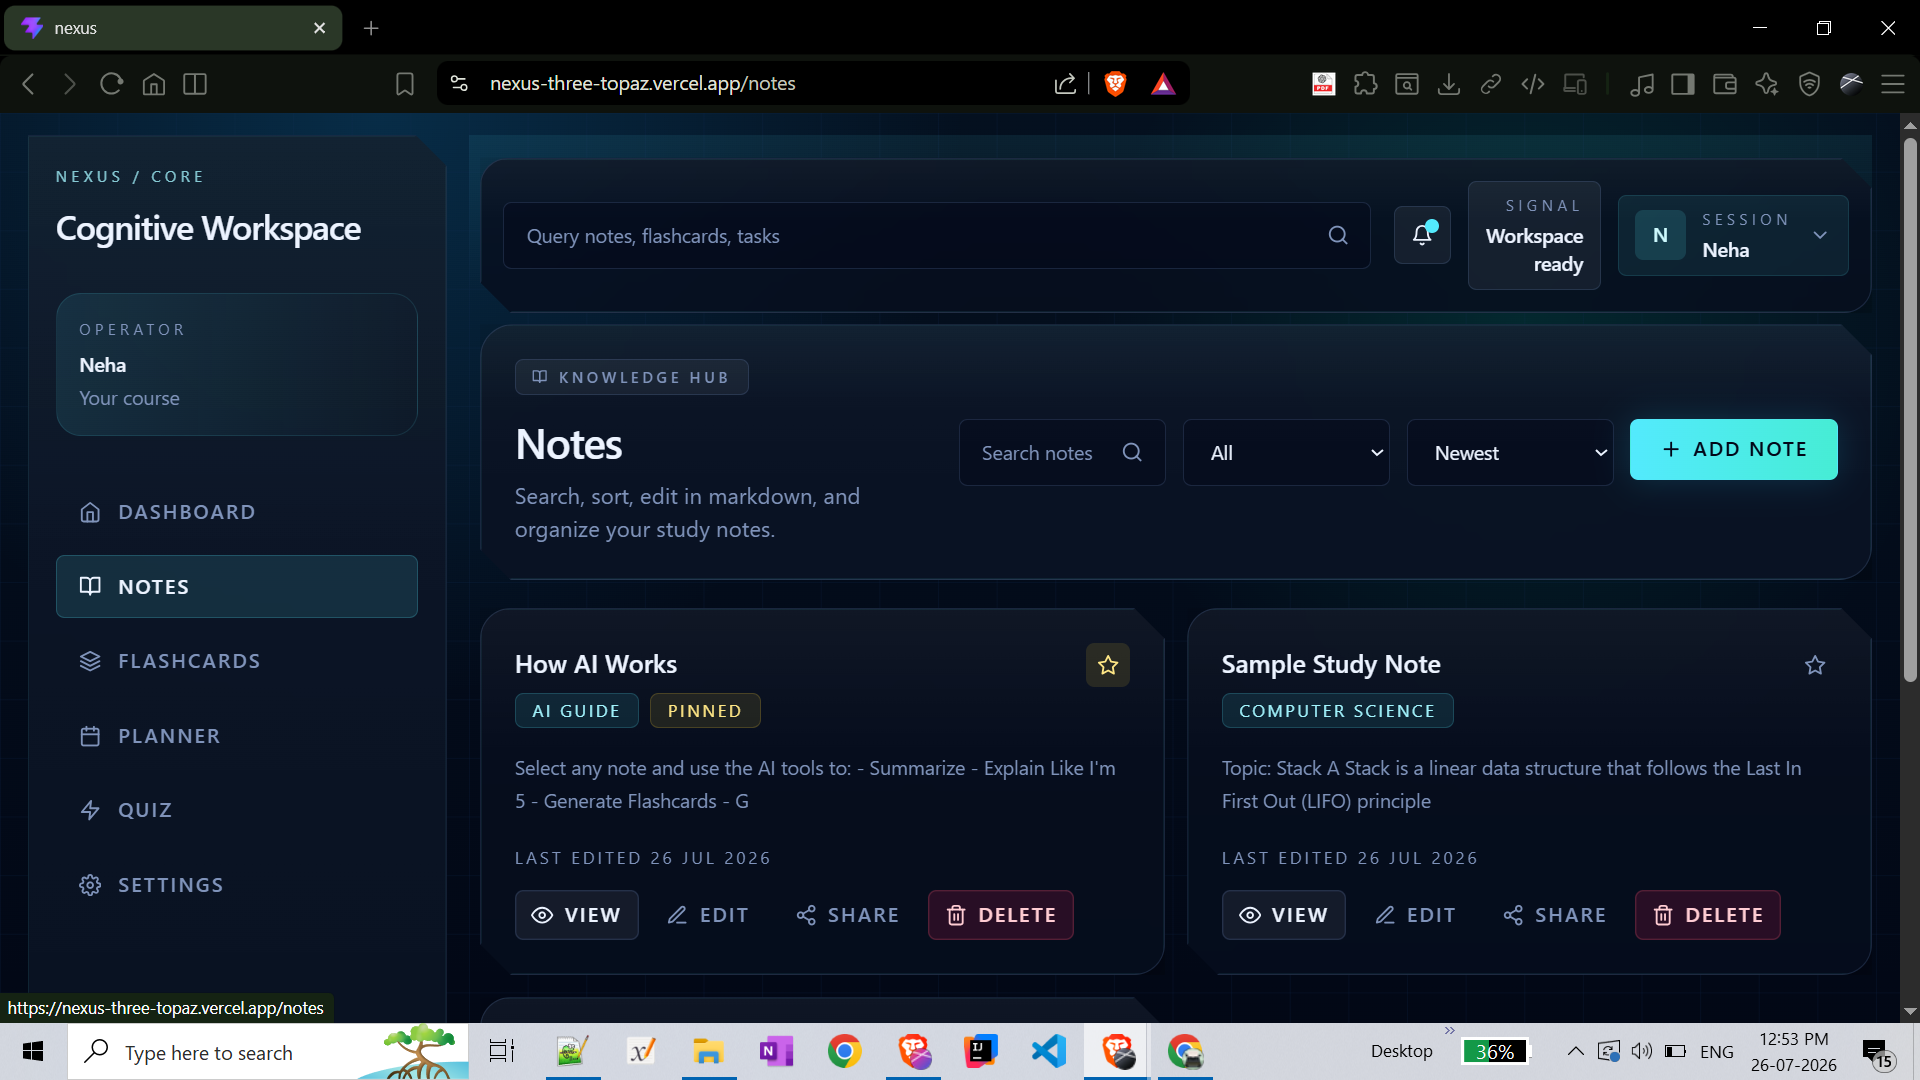 nexus
nexus-three-topaz.vercel.app/notes
PDF
NEXUS / CORE
Cognitive Workspace
OPERATOR
Neha
Your course
DASHBOARD
NOTES
FLASHCARDS
PLANNER
QUIZ
SETTINGS
Query notes, flashcards, tasks
SIGNAL
Workspace
ready
N
SESSION
Neha
KNOWLEDGE HUB
Notes
Search, sort, edit in markdown, and
organize your study notes.
Search notes
All
Newest
+ ADD NOTE
How AI Works
AI GUIDE
PINNED
Select any note and use the AI tools to: - Summarize - Explain Like I'm
5 - Generate Flashcards - G
LAST EDITED 26 JUL 2026
VIEW
EDIT
SHARE
DELETE
Sample Study Note
COMPUTER SCIENCE
Topic: Stack A Stack is a linear data structure that follows the Last In
First Out (LIFO) principle
LAST EDITED 26 JUL 2026
VIEW
EDIT
SHARE
DELETE
https://nexus-three-topaz.vercel.app/notes
Type here to search
Desktop
36%
ENG
12:53 PM
26-07-2026
15